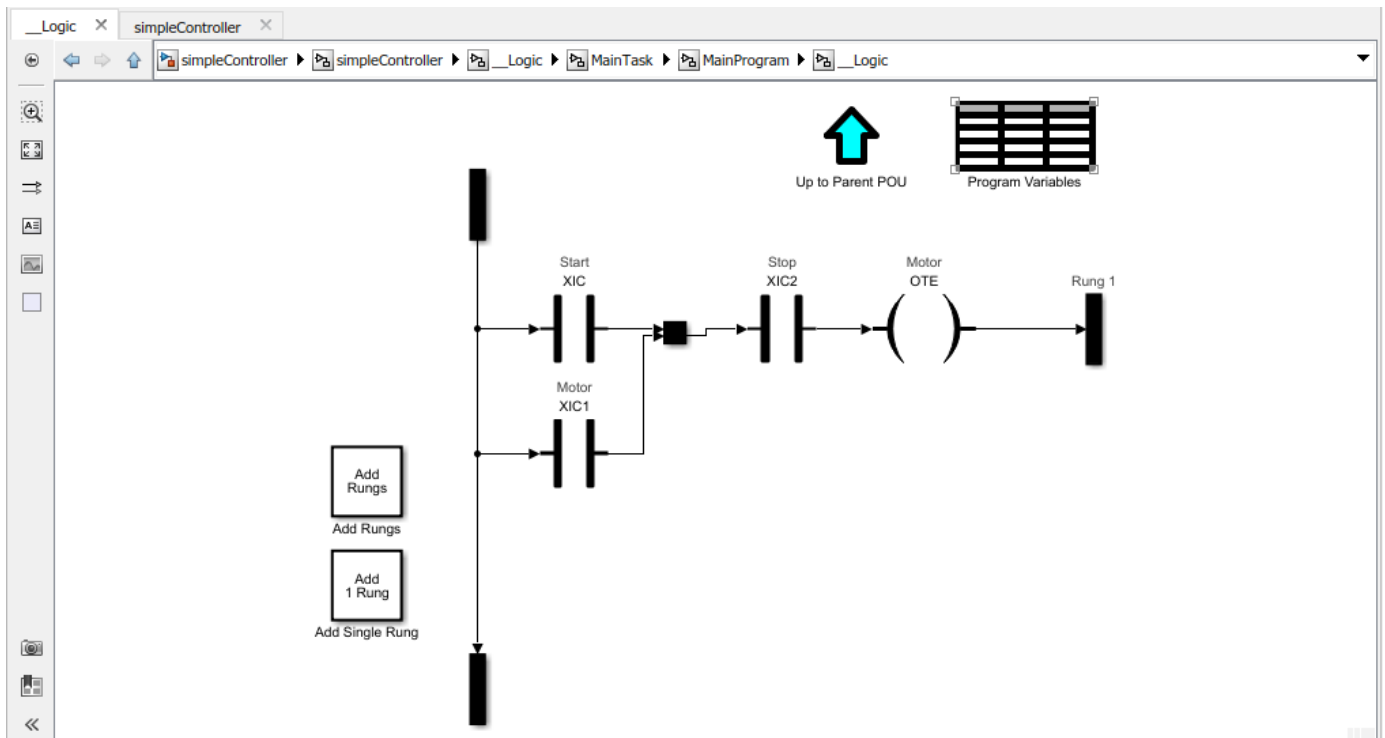 __Logic
simpleController
simpleController simpleController __Logic MainTask MainProgram __Logic
Up to Parent POU
Program Variables
Start
XIC
Stop
XIC2
Motor
OTE
Rung 1
Motor
XIC1
Add
Rungs
Add Rungs
Add
1 Rung
Add Single Rung